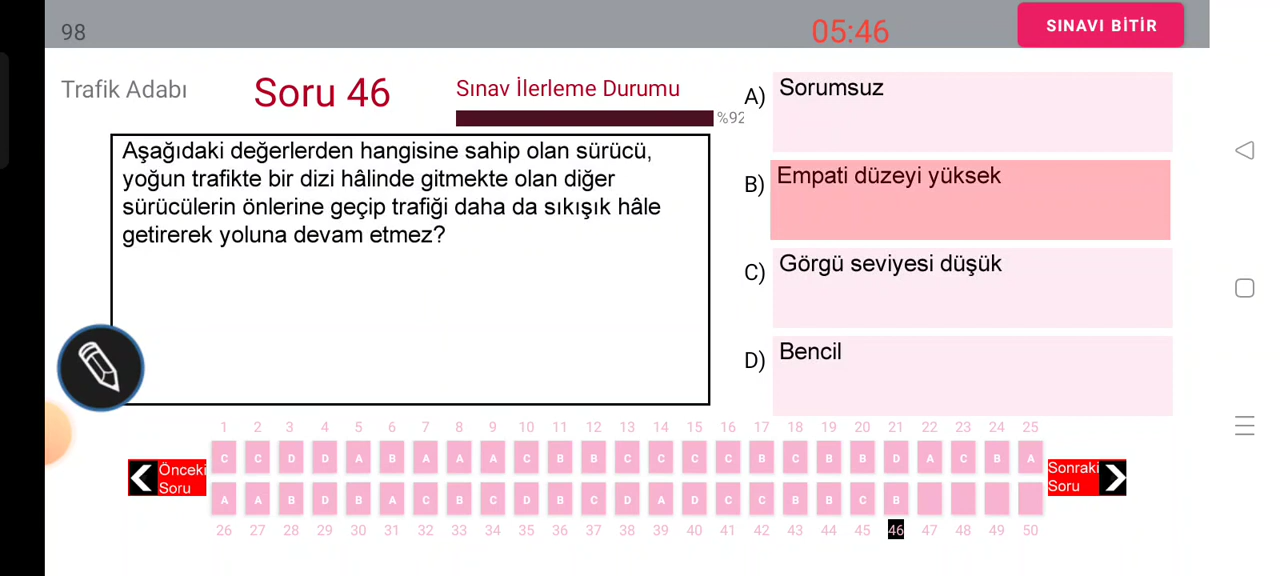 98
05:46
SINAVI BİTİR
Trafik Adabı
Soru 46
Sınav İlerleme Durumu
%92
Aşağıdaki değerlerden hangisine sahip olan sürücü,
yoğun trafikte bir dizi hâlinde gitmekte olan diğer
sürücülerin önlerine geçip trafiği daha da sıkışık hâle
getirerek yoluna devam etmez?
A) Sorumsuz
B) Empati düzeyi yüksek
C) Görgü seviyesi düşük
D) Bencil
1 2 3 4 5 6 7 8 9 10 11 12 13 14 15 16 17 18 19 20 21 22 23 24 25
C C D D A B A A A C B B C C C C B C B B D A C B A
Önceki
Soru
Sonraki
Soru
A A B D B A C B C D B C D A D C C B B C B
26 27 28 29 30 31 32 33 34 35 36 37 38 39 40 41 42 43 44 45 46 47 48 49 50